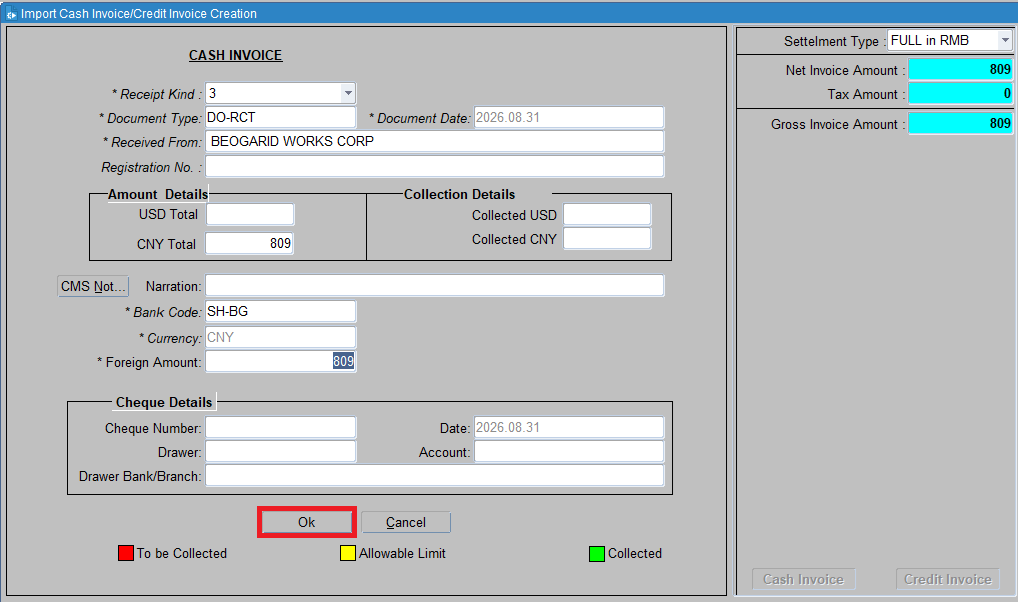 Import Cash Invoice/Credit Invoice Creation
CASH INVOICE
* Receipt Kind : 3
* Document Type: DO-RCT * Document Date: 2026.08.31
* Received From: BEOGARID WORKS CORP
Registration No. :
Amount Details
USD Total
CNY Total 809
Collection Details
Collected USD
Collected CNY
CMS Not... Narration:
* Bank Code: SH-BG
* Currency: CNY
* Foreign Amount: 809
Cheque Details
Cheque Number: Date: 2026.08.31
Drawer: Account:
Drawer Bank/Branch:
Ok Cancel
To be Collected Allowable Limit Collected
Settelment Type : FULL in RMB
Net Invoice Amount : 809
Tax Amount : 0
Gross Invoice Amount : 809
Cash Invoice Credit Invoice